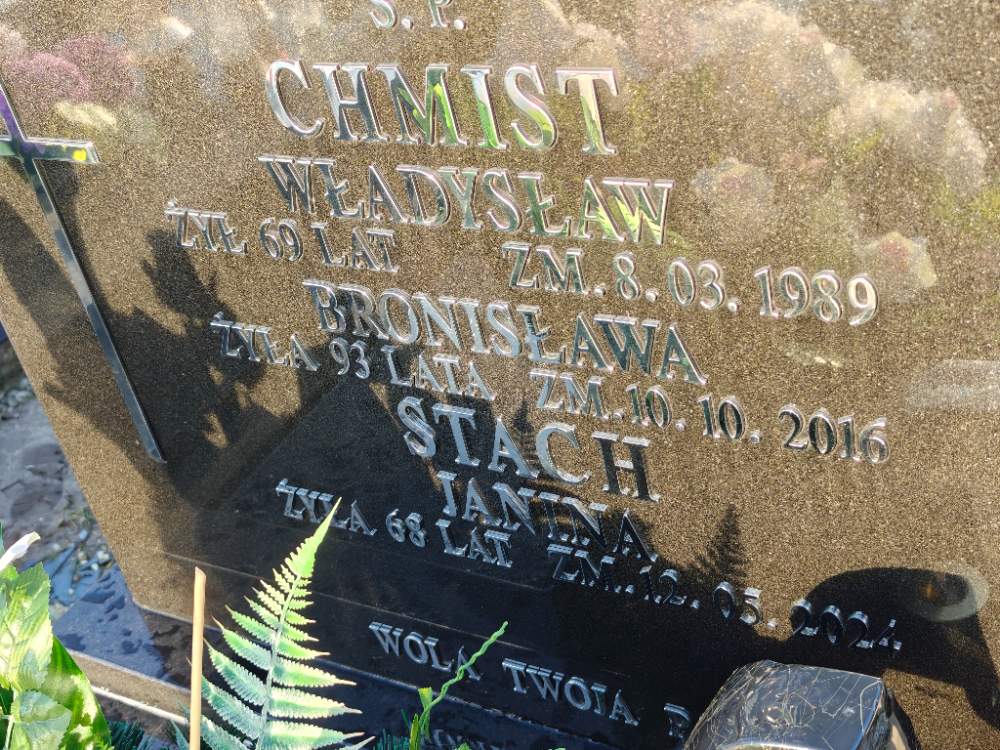 Ś. P.
CHMIST
WŁADYSŁAW
ŻYŁ 69 LAT ZM. 8. 03. 1989
BRONISŁAWA
ŻYŁA 93 LATA ZM. 10. 10. 2016
STACH
JANINA
ŻYŁA 68 LAT ZM. 12. 03. 2024
WOLA TWOJA